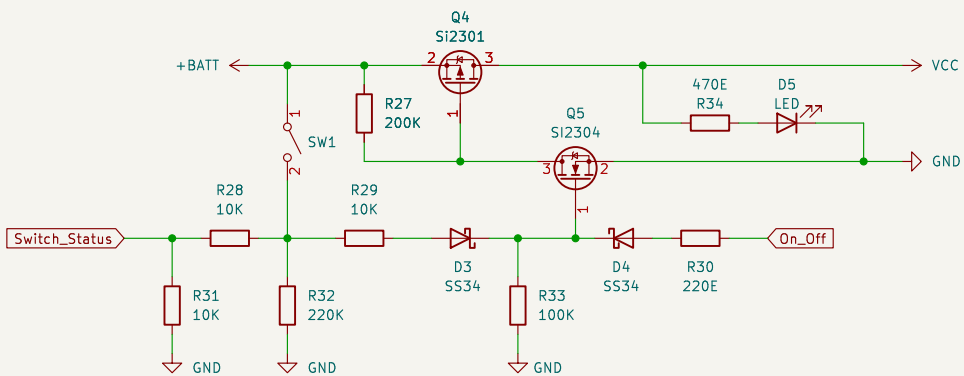 Q4
Si2301
+BATT
2
3
VCC
1
R27
200K
470E
R34
D5
LED
Q5
SI2304
1
SW1
2
3
2
GND
1
R28
10K
R29
10K
Switch_Status
On_Off
D3
SS34
D4
SS34
R30
220E
R31
10K
R32
220K
R33
100K
GND
GND
GND